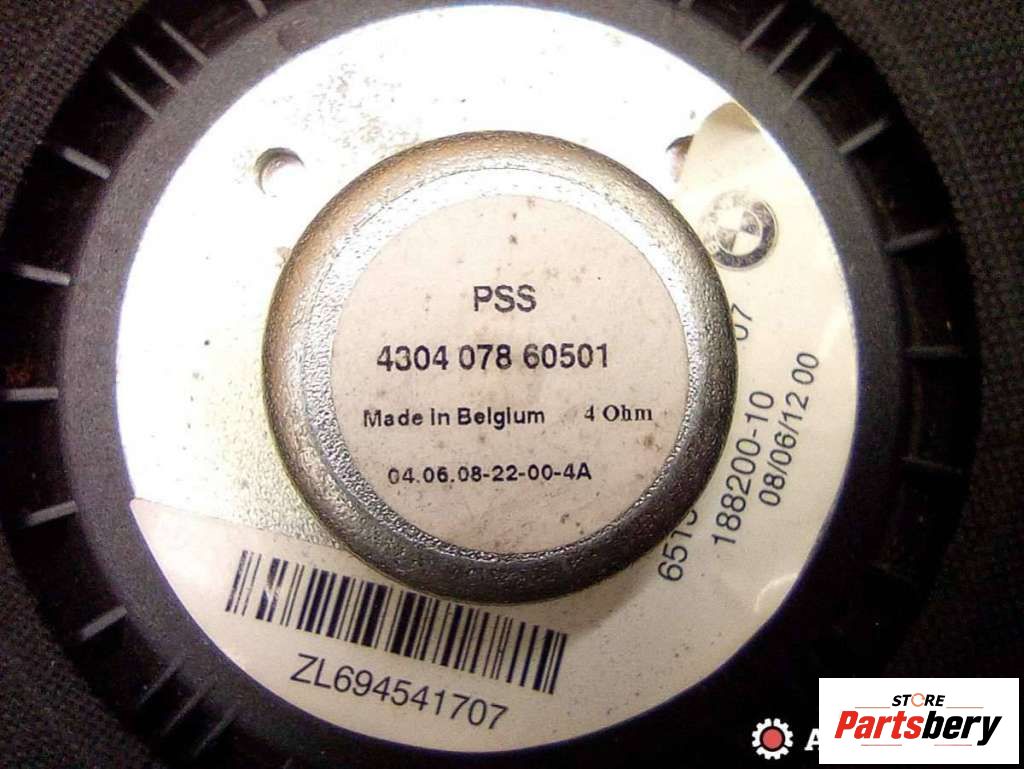 PSS
4304 078 60501
Made in Belgium 4 Ohm
04.06.08-22-00-4A
07
188200-10
08/06/12 00
ZL694541707
STORE
Partsbery